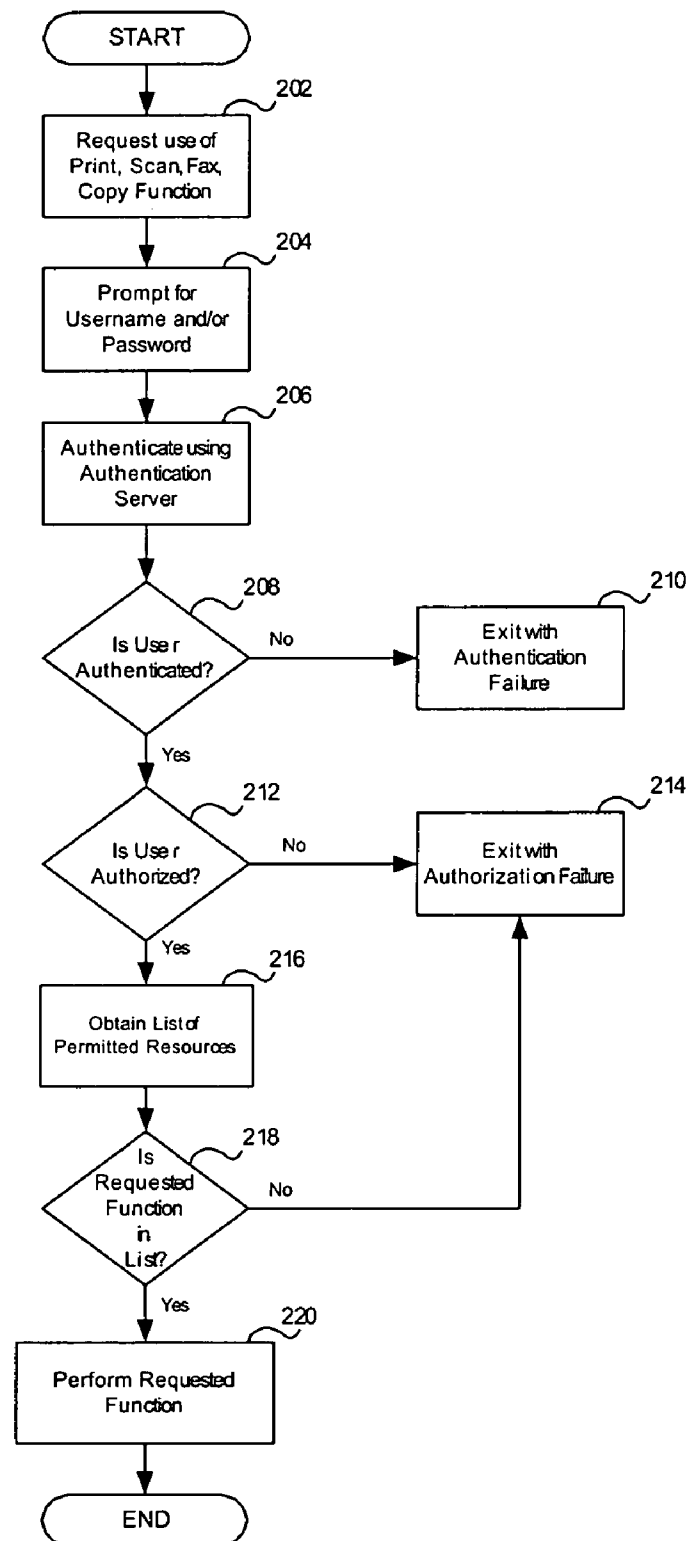 START
202
Request use of
Print, Scan, Fax,
Copy Function
204
Prompt for
Username and/or
Password
206
Authenticate using
Authentication
Server
208
Is User
Authenticated?
No
210
Exit with
Authentication
Failure
Yes
212
Is User
Authorized?
No
214
Exit with
Authorization Failure
Yes
216
Obtain List of
Permitted Resources
218
Is
Requested
Function
in
List?
No
Yes
220
Perform Requested
Function
END